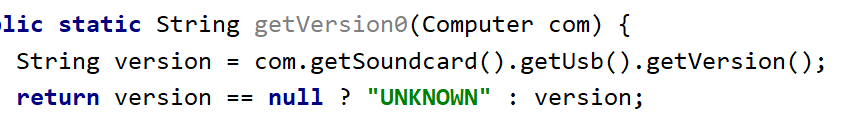 lic static String getVersion0(Computer com) {
String version = com.getSoundcard().getUsb().getVersion();
return version == null ? "UNKNOWN" : version;